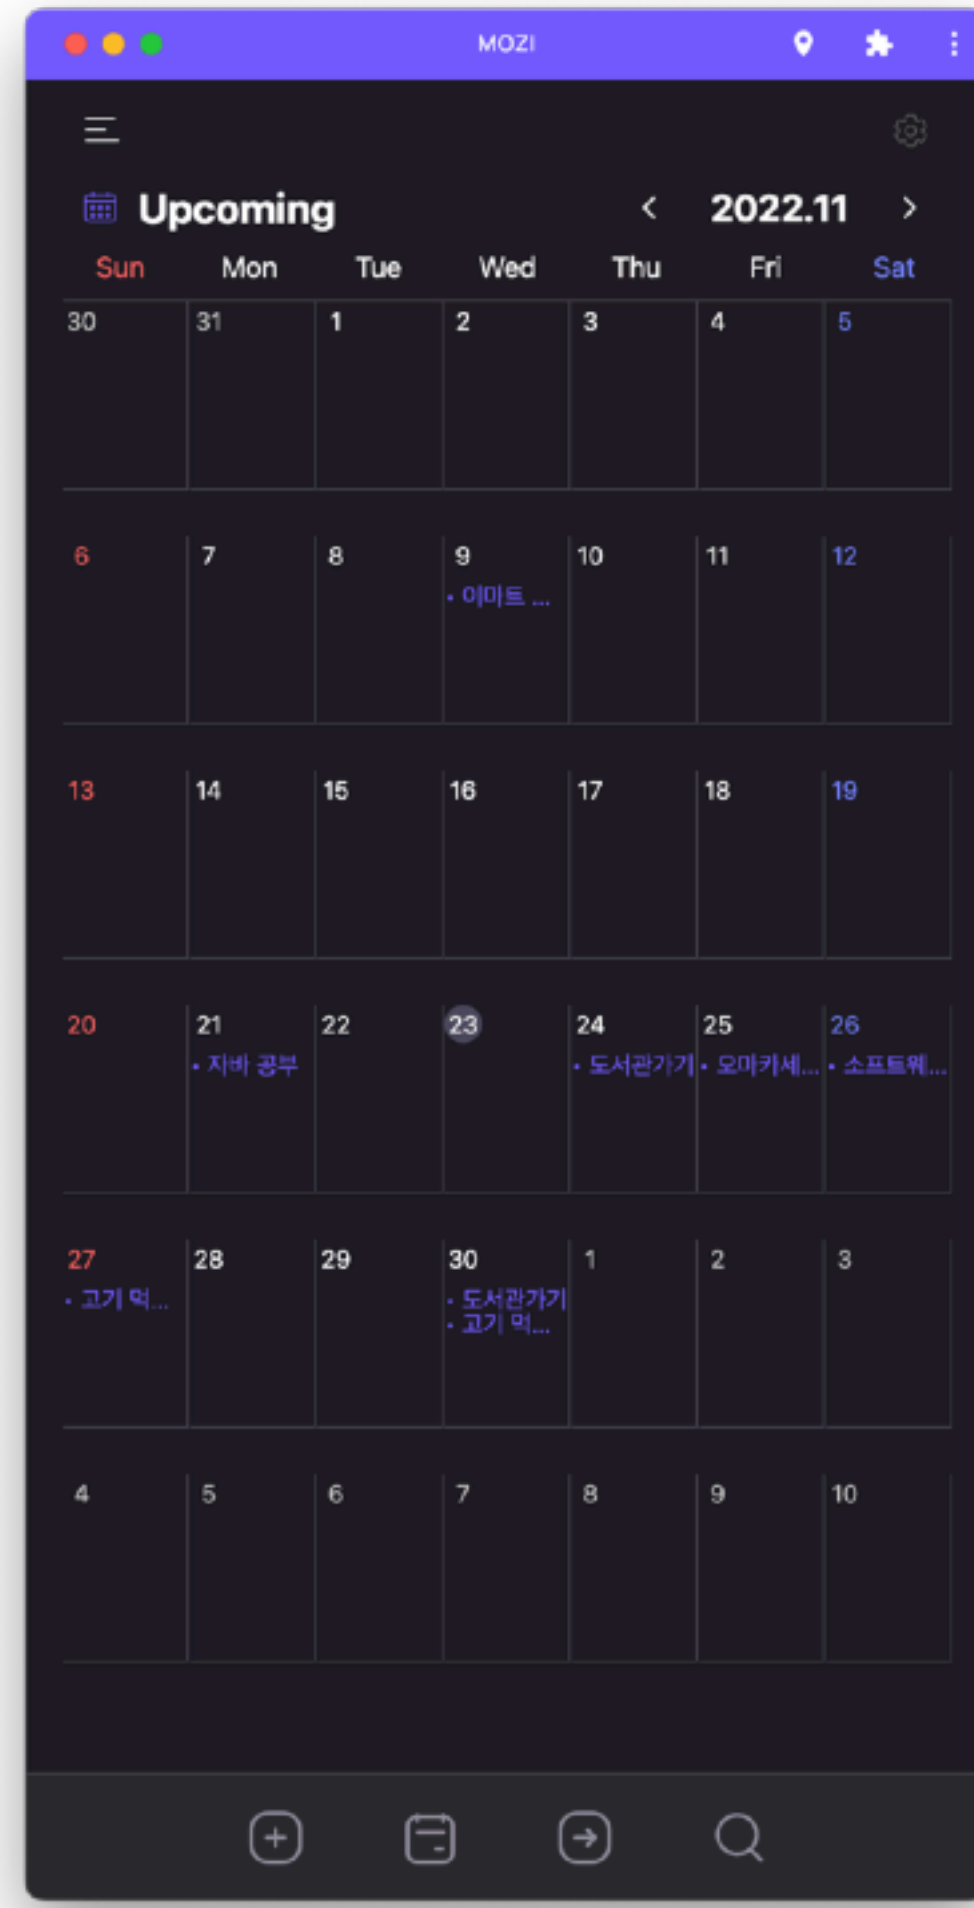 MOZI
Upcoming < 2022.11 >
Sun Mon Tue Wed Thu Fri Sat
30 31 1 2 3 4 5
6 7 8 9 10 11 12
• 이마트 ...
13 14 15 16 17 18 19
20 21 22 23 24 25 26
• 자바 공부 • 도서관가기 • 오마카세... • 소프트웨...
27 28 29 30 1 2 3
• 고기 먹... • 도서관가기
• 고기 먹...
4 5 6 7 8 9 10